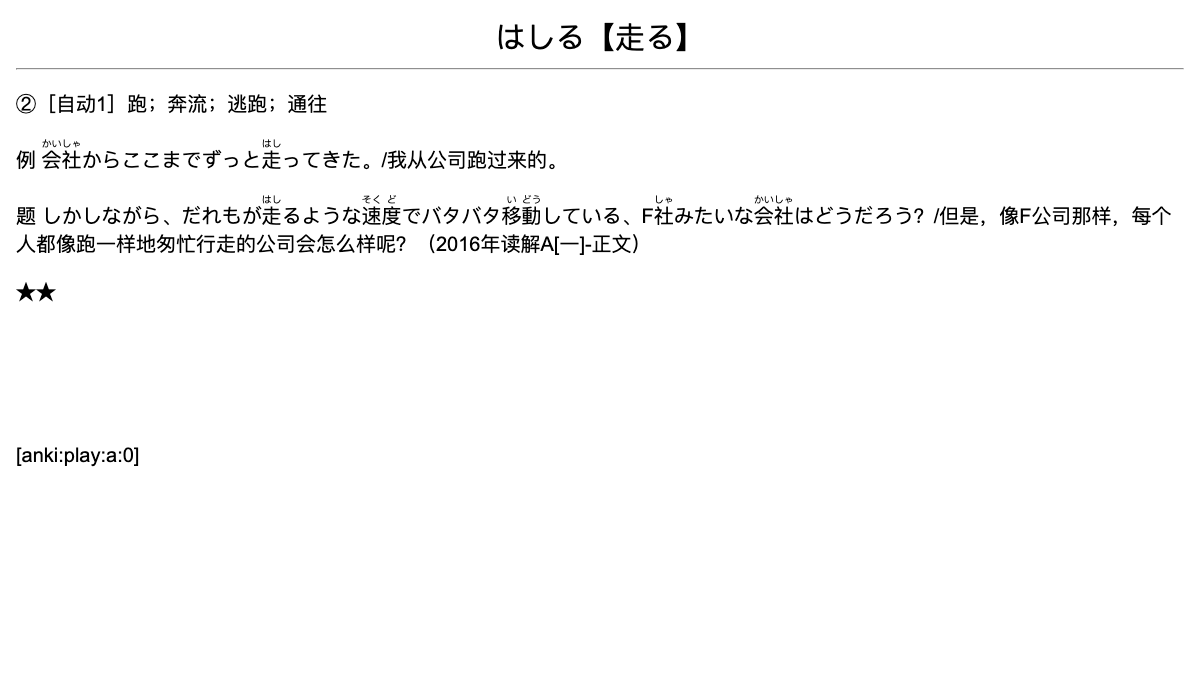 はしる【走る】
②［自动1］跑；奔流；逃跑；通往
かいしゃ はし
例 会社からここまでずっと走ってきた。/我从公司跑过来的。
はし そくど いどう しゃ かいしゃ
题 しかしながら、だれもが走るような速度でバタバタ移動している、F社みたいな会社はどうだろう？/但是，像F公司那样，每个
人都像跑一样地匆忙行走的公司会怎么样呢？（2016年读解A[一]-正文）
★★
[anki:play:a:0]